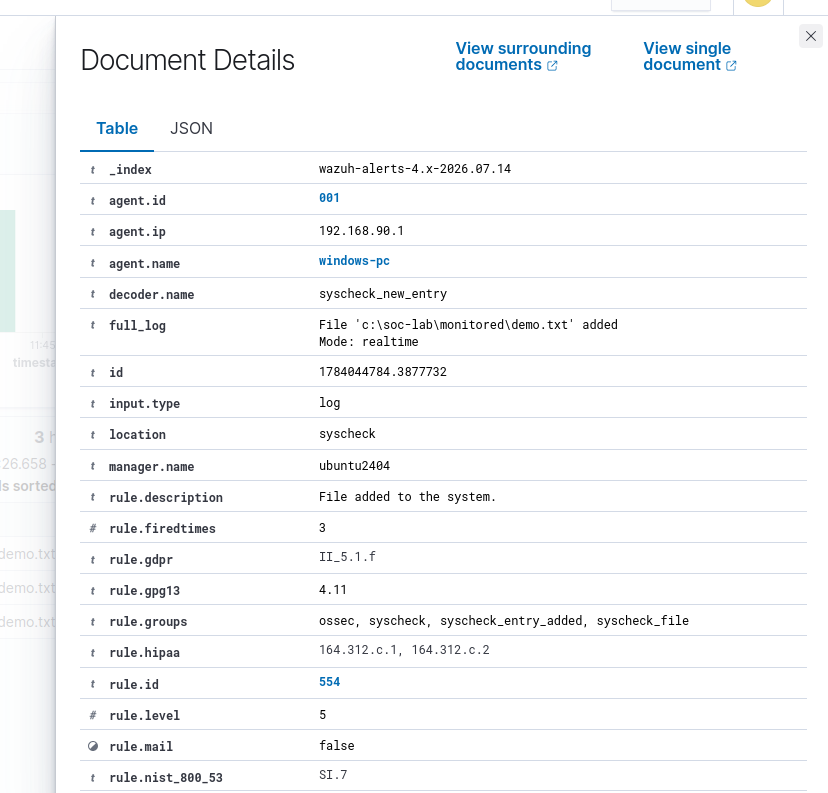 Document Details
View surrounding
documents
View single
document
Table
JSON
t _index wazuh-alerts-4.x-2026.07.14
t agent.id 001
t agent.ip 192.168.90.1
t agent.name windows-pc
t decoder.name syscheck_new_entry
t full_log File 'c:\soc-lab\monitored\demo.txt' added
Mode: realtime
t id 1784044784.3877732
t input.type log
t location syscheck
t manager.name ubuntu2404
t rule.description File added to the system.
# rule.firedtimes 3
t rule.gdpr II_5.1.f
t rule.gpg13 4.11
t rule.groups ossec, syscheck, syscheck_entry_added, syscheck_file
t rule.hipaa 164.312.c.1, 164.312.c.2
t rule.id 554
# rule.level 5
rule.mail false
t rule.nist_800_53 SI.7
11:45
timesta
3 h
26.658 -
ls sorted
demo.txt
demo.txt
demo.txt